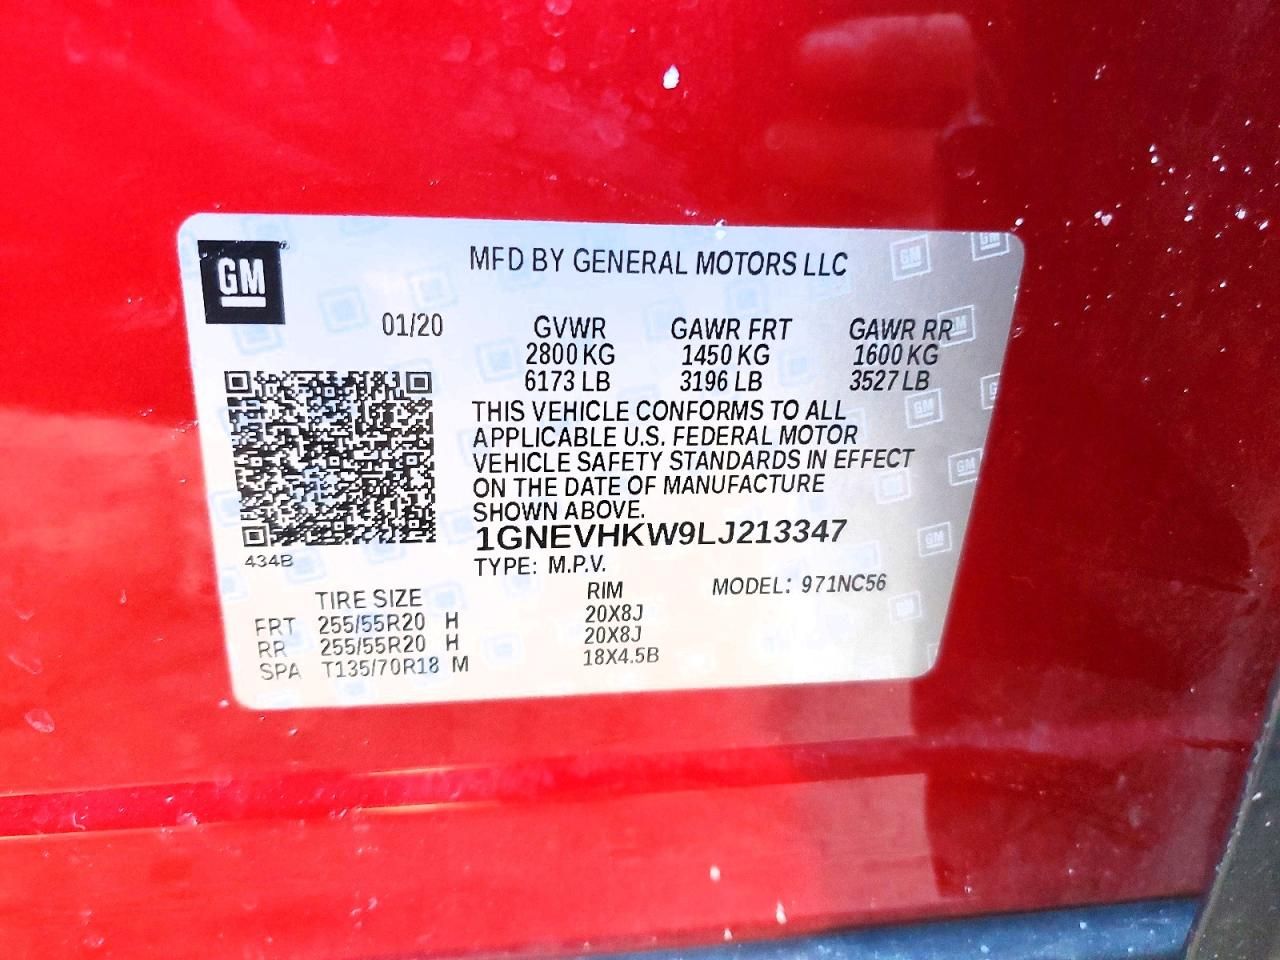 GM
MFD BY GENERAL MOTORS LLC
01/20
GVWR GAWR FRT GAWR RR
2800 KG 1450 KG 1600 KG
6173 LB 3196 LB 3527 LB
THIS VEHICLE CONFORMS TO ALL
APPLICABLE U.S. FEDERAL MOTOR
VEHICLE SAFETY STANDARDS IN EFFECT
ON THE DATE OF MANUFACTURE
SHOWN ABOVE.
1GNEVHKW9LJ213347
434B
TYPE: M.P.V.
TIRE SIZE RIM MODEL: 971NC56
FRT 255/55R20 H 20X8J
RR 255/55R20 H 20X8J
SPA T135/70R18 M 18X4.5B